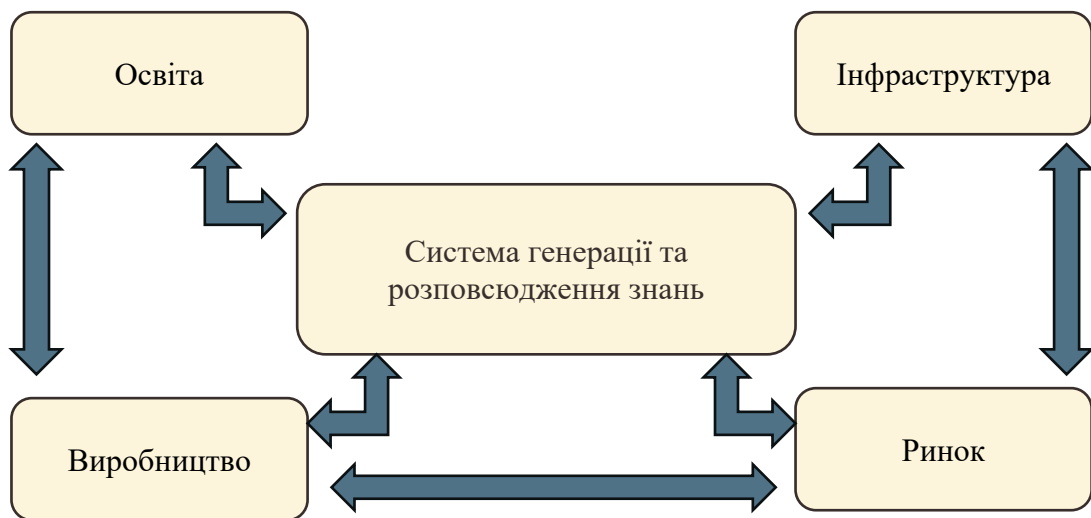 Освіта
Інфраструктура
Система генерації та
розповсюдження знань
Виробництво
Ринок